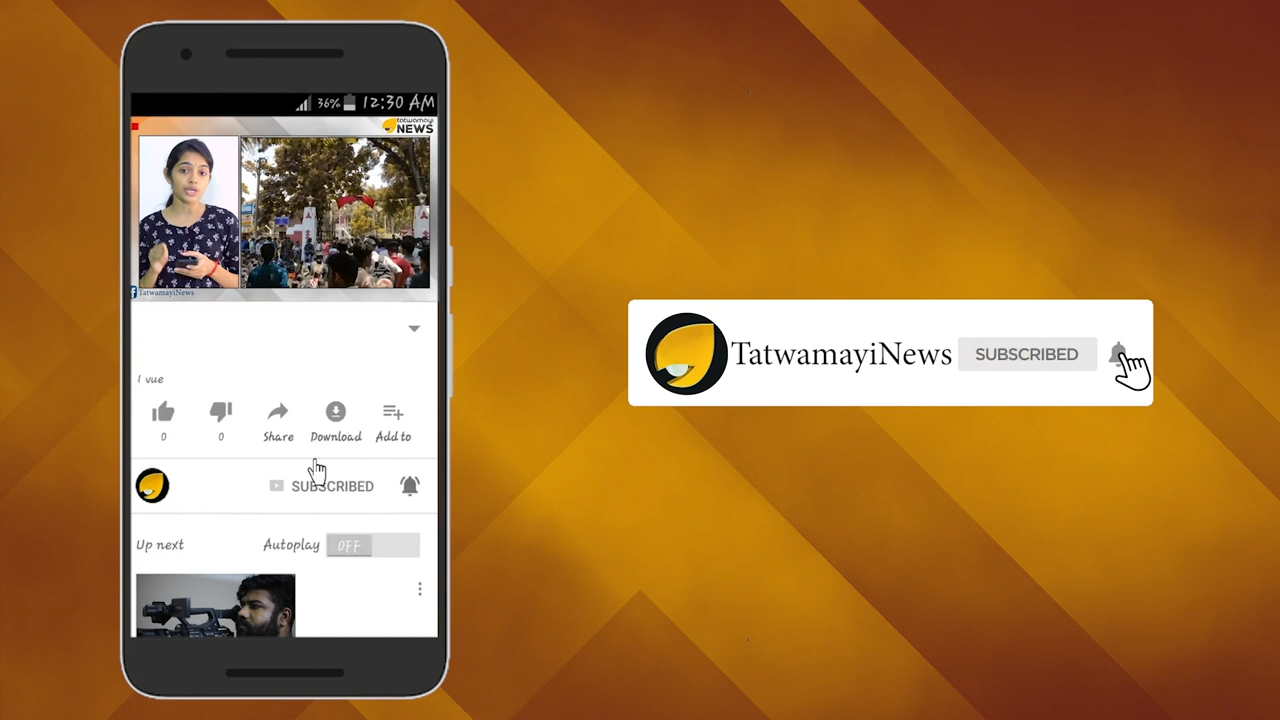 36% 12:30 AM
tatwamayi
NEWS
TatwamayiNews
1 vue
0 0 Share Download Add to
SUBSCRIBED
Up next Autoplay OFF
TatwamayiNews SUBSCRIBED